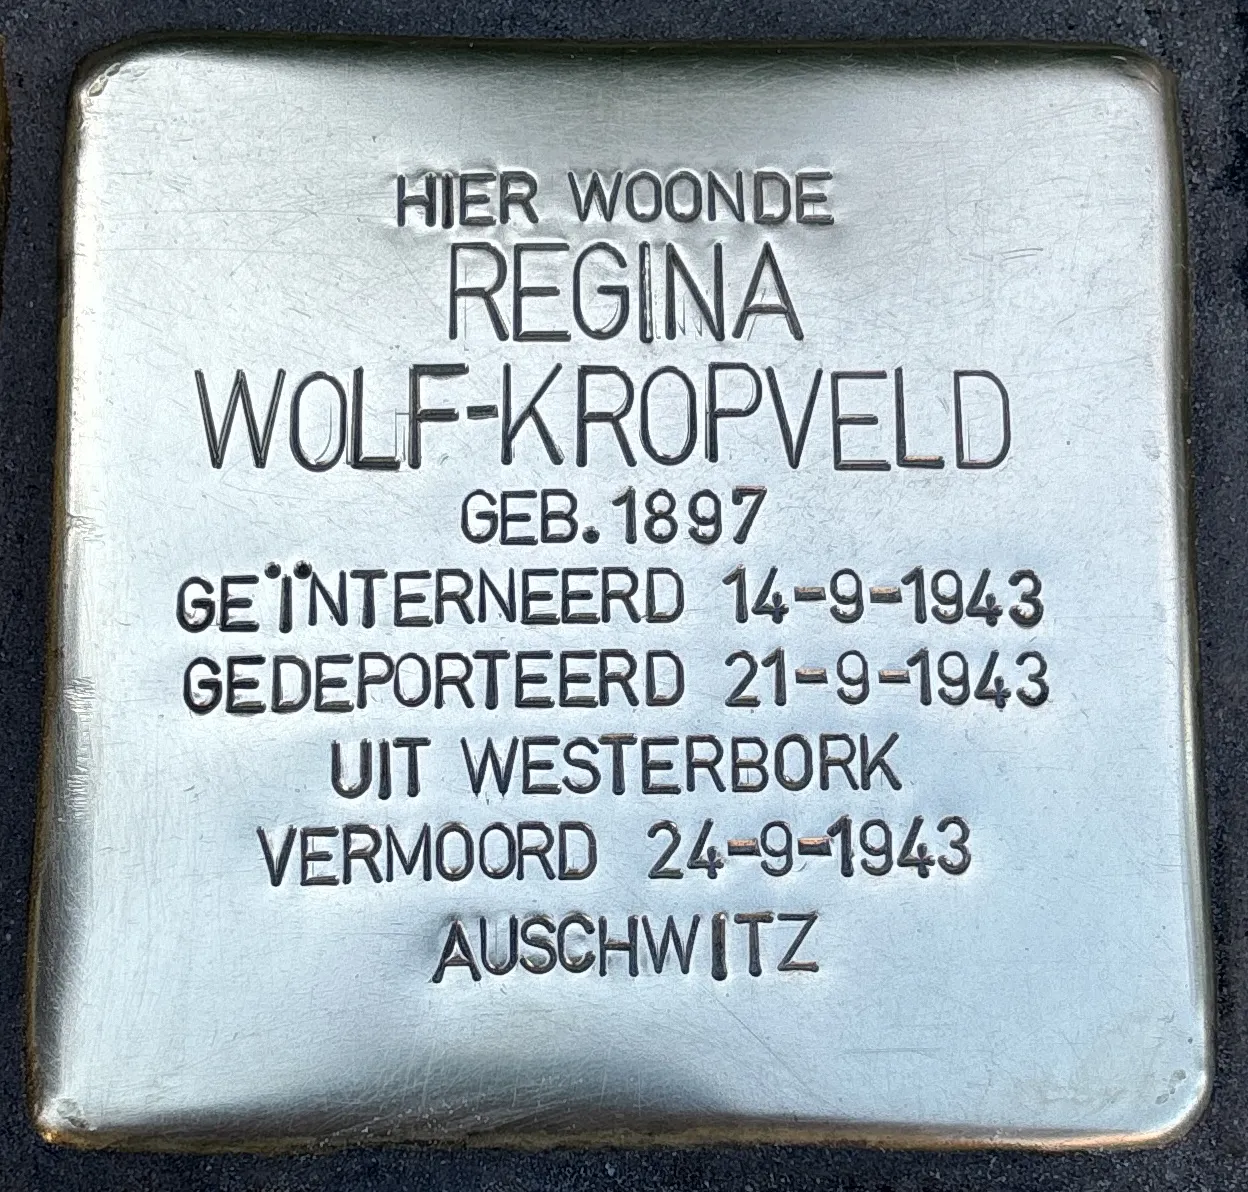 HIER WOONDE
REGINA
WOLF-KROPVELD
GEB. 1897
GEÏNTERNEERD 14-9-1943
GEDEPORTEERD 21-9-1943
UIT WESTERBORK
VERMOORD 24-9-1943
AUSCHWITZ